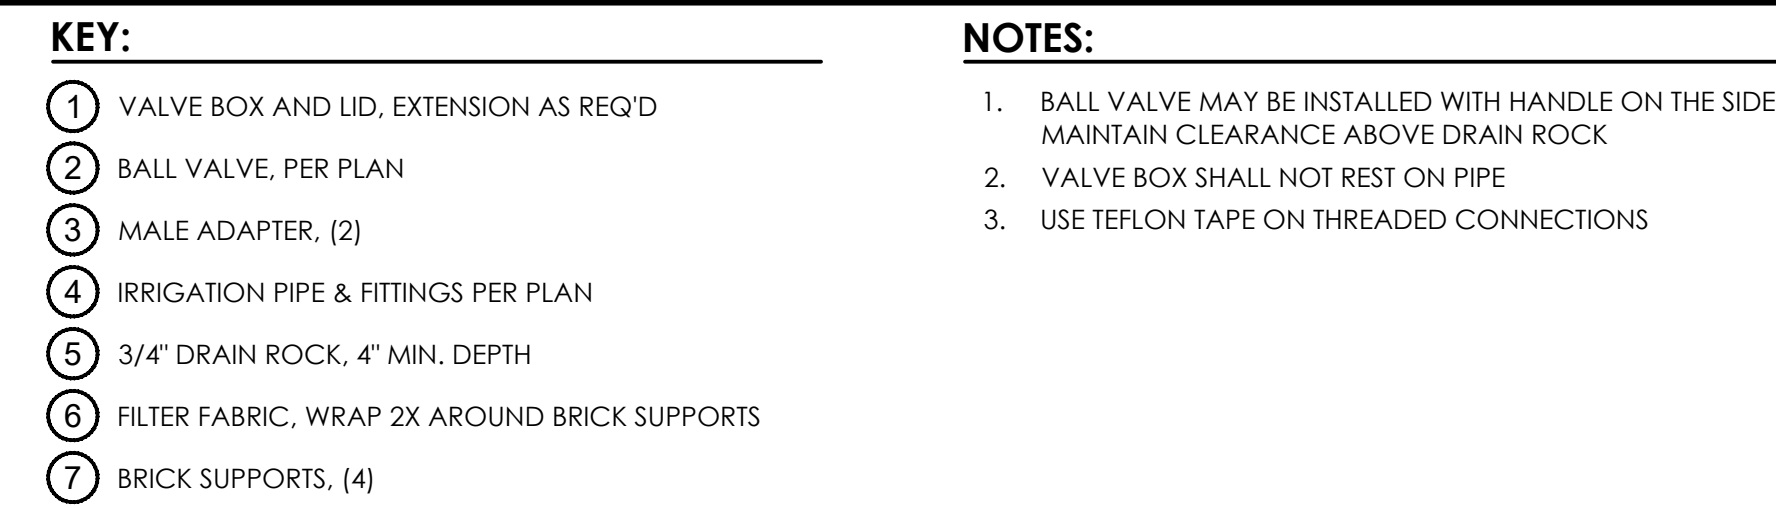 KEY:
1 VALVE BOX AND LID, EXTENSION AS REQ'D
2 BALL VALVE, PER PLAN
3 MALE ADAPTER, (2)
4 IRRIGATION PIPE & FITTINGS PER PLAN
5 3/4" DRAIN ROCK, 4" MIN. DEPTH
6 FILTER FABRIC, WRAP 2X AROUND BRICK SUPPORTS
7 BRICK SUPPORTS, (4)
NOTES:
1. BALL VALVE MAY BE INSTALLED WITH HANDLE ON THE SIDE
MAINTAIN CLEARANCE ABOVE DRAIN ROCK
2. VALVE BOX SHALL NOT REST ON PIPE
3. USE TEFLON TAPE ON THREADED CONNECTIONS